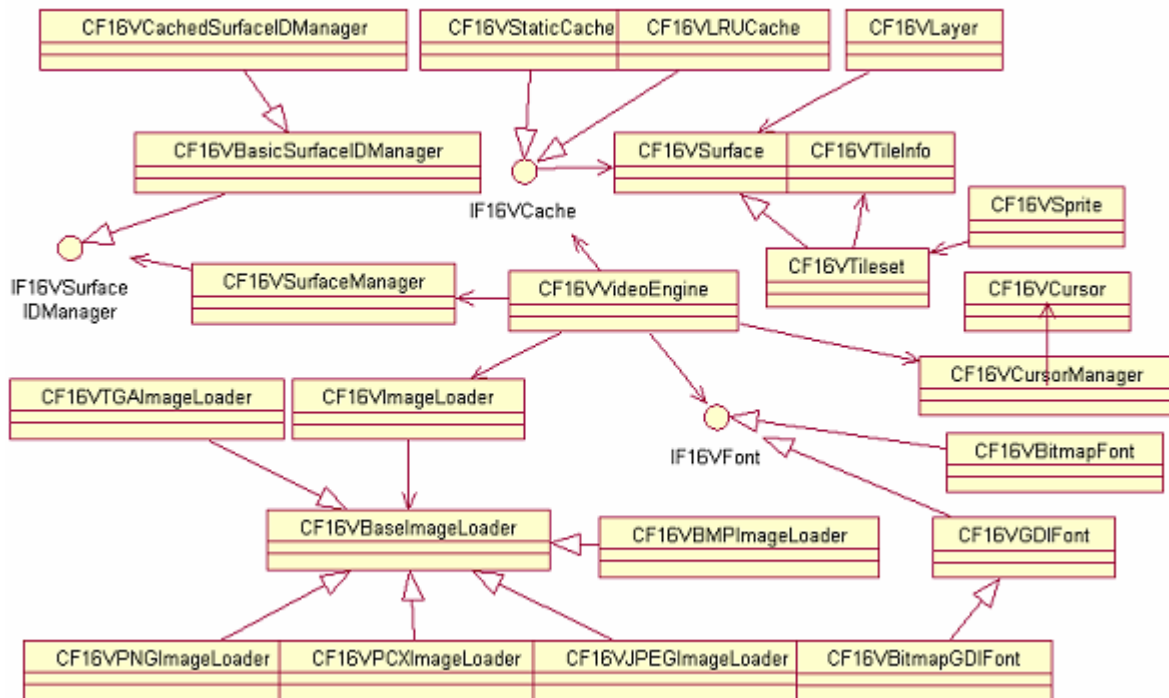 CF16VCachedSurfaceIDManager
CF16VStaticCache
CF16VLRUCache
CF16VLayer
CF16VBasicSurfaceIDManager
CF16VSurface
CF16VTileInfo
IF16VCache
CF16VSprite
CF16VTileset
IF16VSurface
IDManager
CF16VSurfaceManager
CF16VVideoEngine
CF16VCursor
CF16VTGAImageLoader
CF16VImageLoader
CF16VCursorManager
IF16VFont
CF16VBitmapFont
CF16VBaseImageLoader
CF16VBMPImageLoader
CF16VGDIFont
CF16VPNGImageLoader
CF16VPCXImageLoader
CF16VJPEGImageLoader
CF16VBitmapGDIFont